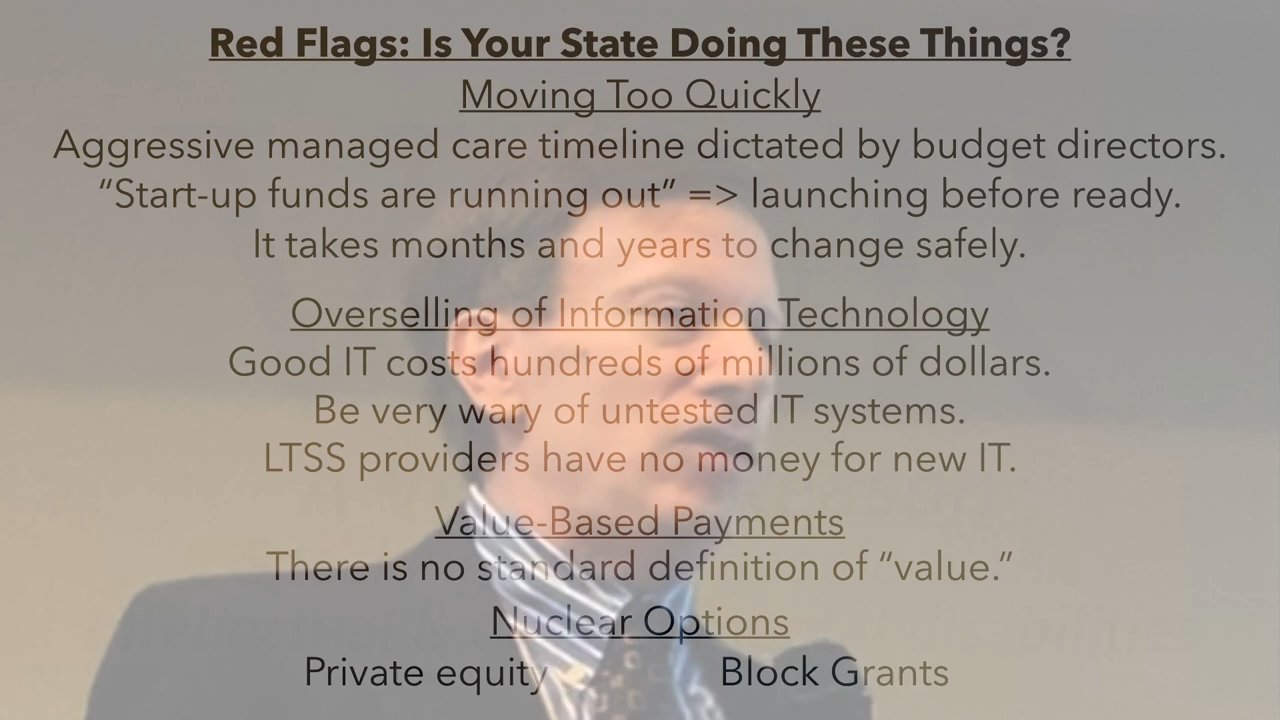 Red Flags: Is Your State Doing These Things?
Moving Too Quickly
Aggressive managed care timeline dictated by budget directors.
“Start-up funds are running out” => launching before ready.
It takes months and years to change safely.
Overselling of Information Technology
Good IT costs hundreds of millions of dollars.
Be very wary of untested IT systems.
LTSS providers have no money for new IT.
Value-Based Payments
There is no standard definition of “value.”
Nuclear Options
Private equity Block Grants